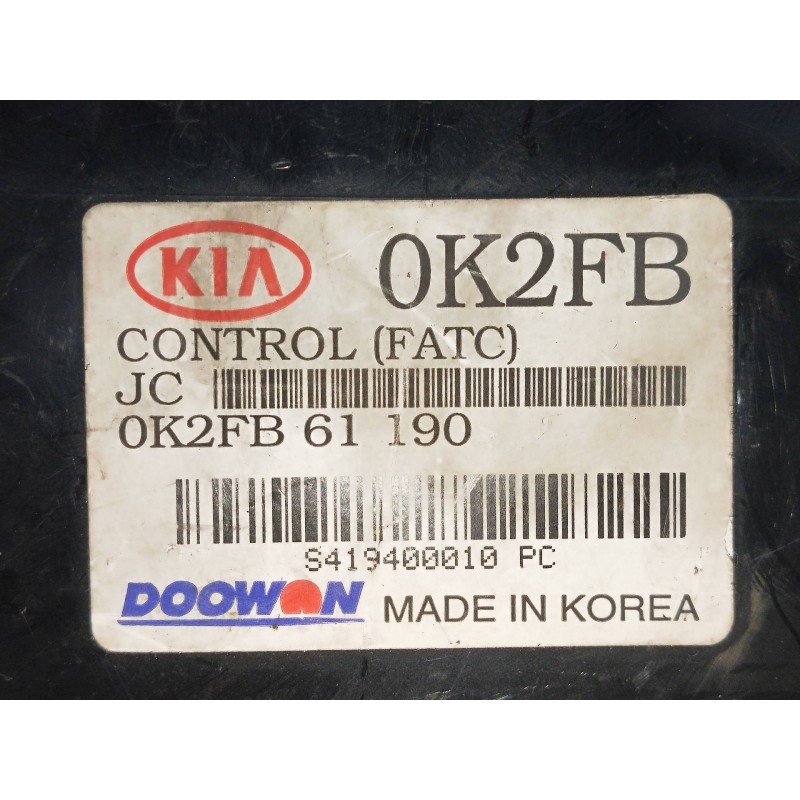 KIA 0K2FB
CONTROL (FATC)
JC
0K2FB 61 190
S419400010 PC
DOOWON MADE IN KOREA